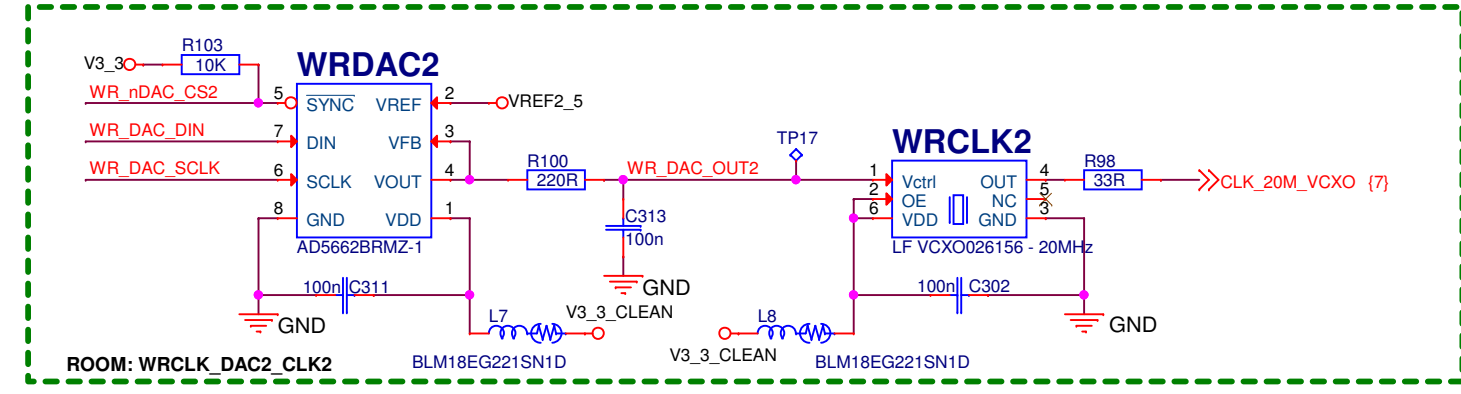 R103
V3_3
10K
WRDAC2
WR_nDAC_CS2
5
SYNC
VREF
2
VREF2_5
WR_DAC_DIN
7
DIN
VFB
3
WR_DAC_SCLK
6
SCLK
VOUT
4
R100
220R
WR_DAC_OUT2
TP17
8
GND
VDD
1
AD5662BRMZ-1
C313
100n
GND
100n
C311
GND
L7
V3_3_CLEAN
BLM18EG221SN1D
WRCLK2
1
Vctrl
OUT
4
R98
33R
CLK_20M_VCXO {7}
2
OE
NC
5
6
VDD
GND
3
LF VCXO026156 - 20MHz
100n
C302
GND
L8
V3_3_CLEAN
BLM18EG221SN1D
ROOM: WRCLK_DAC2_CLK2